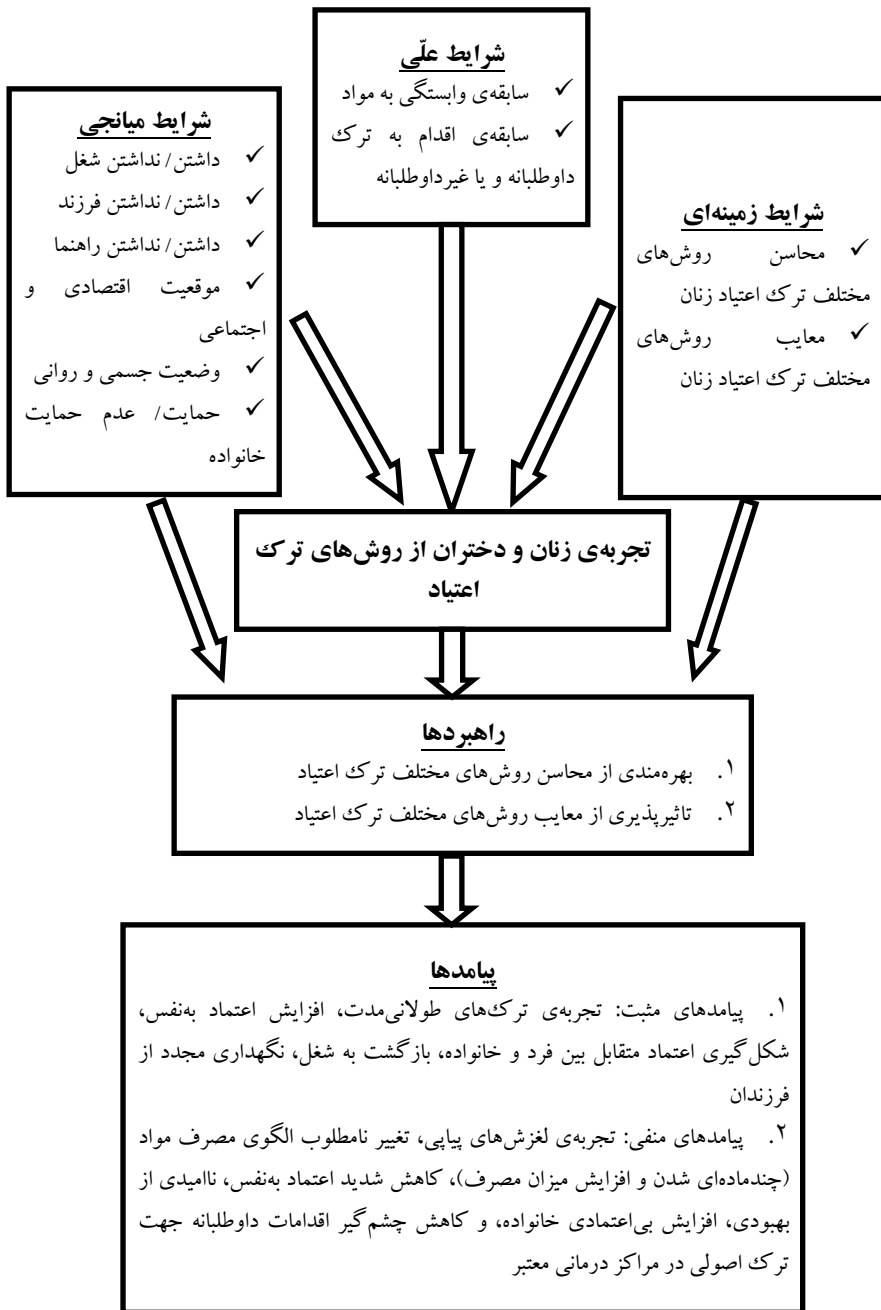 شرایط علّی
✓ سابقه‌ی وابستگی به مواد
✓ سابقه‌ی اقدام به ترک
داوطلبانه و یا غیرداوطلبانه
شرایط زمینه‌ای
✓ محاسن روش‌های
مختلف ترک اعتیاد زنان
✓ معایب روش‌های
مختلف ترک اعتیاد زنان
شرایط میانجی
✓ داشتن/ نداشتن شغل
✓ داشتن/ نداشتن فرزند
✓ داشتن/ نداشتن راهنما
✓ موقعیت اقتصادی و
اجتماعی
✓ وضعیت جسمی و روانی
✓ حمایت/ عدم حمایت
خانواده
تجربه‌ی زنان و دختران از روش‌های ترک
اعتیاد
راهبردها
۱. بهره‌مندی از محاسن روش‌های مختلف ترک اعتیاد
۲. تاثیرپذیری از معایب روش‌های مختلف ترک اعتیاد
پیامدها
۱. پیامدهای مثبت: تجربه‌ی ترک‌های طولانی‌مدت، افزایش اعتماد به‌نفس،
شکل‌گیری اعتماد متقابل بین فرد و خانواده، بازگشت به شغل، نگهداری مجدد از
فرزندان
۲. پیامدهای منفی: تجربه‌ی لغزش‌های پیاپی، تغییر نامطلوب الگوی مصرف مواد
(چندماده‌ای شدن و افزایش میزان مصرف)، کاهش شدید اعتماد به‌نفس، ناامیدی از
بهبودی، افزایش بی‌اعتمادی خانواده، و کاهش چشم‌گیر اقدامات داوطلبانه جهت
ترک اصولی در مراکز درمانی معتبر